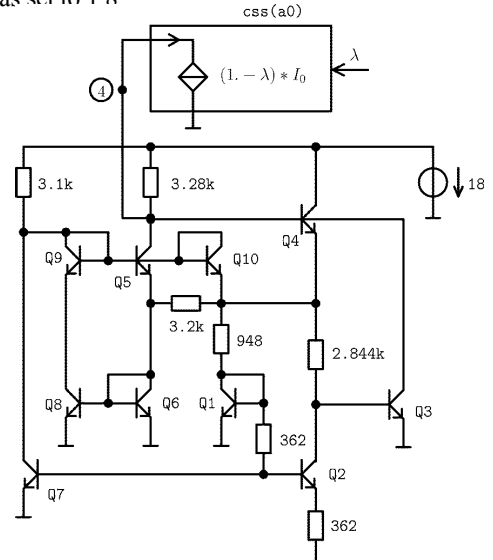 css(a0)
λ
(1. − λ) * I₀
4
3.1k
3.28k
18
Q4
Q9
Q5
Q10
3.2k
948
2.844k
Q8
Q6
Q1
Q3
362
Q7
Q2
362